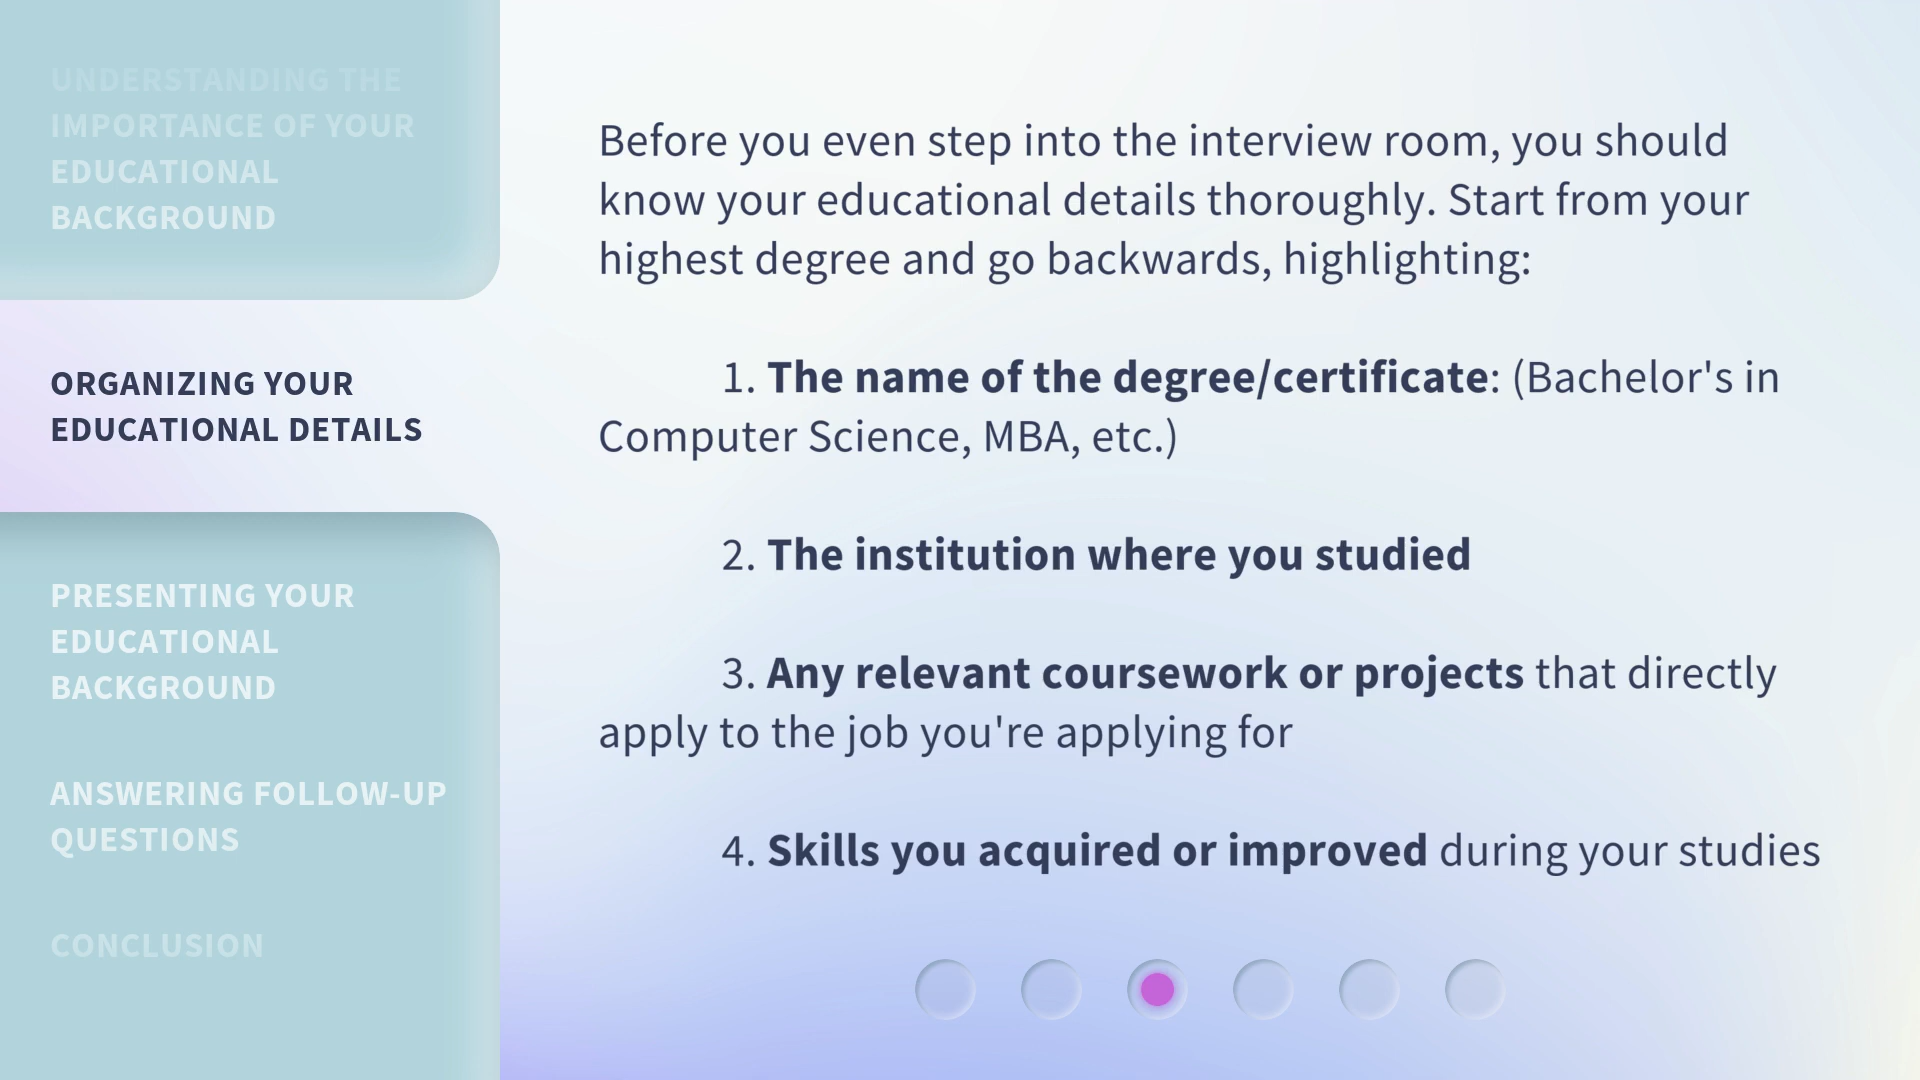 UNDERSTANDING THE
IMPORTANCE OF YOUR
EDUCATIONAL
BACKGROUND
ORGANIZING YOUR
EDUCATIONAL DETAILS
PRESENTING YOUR
EDUCATIONAL
BACKGROUND
ANSWERING FOLLOW-UP
QUESTIONS
CONCLUSION
Before you even step into the interview room, you should
know your educational details thoroughly. Start from your
highest degree and go backwards, highlighting:
1. The name of the degree/certificate: (Bachelor's in
Computer Science, MBA, etc.)
2. The institution where you studied
3. Any relevant coursework or projects that directly
apply to the job you're applying for
4. Skills you acquired or improved during your studies